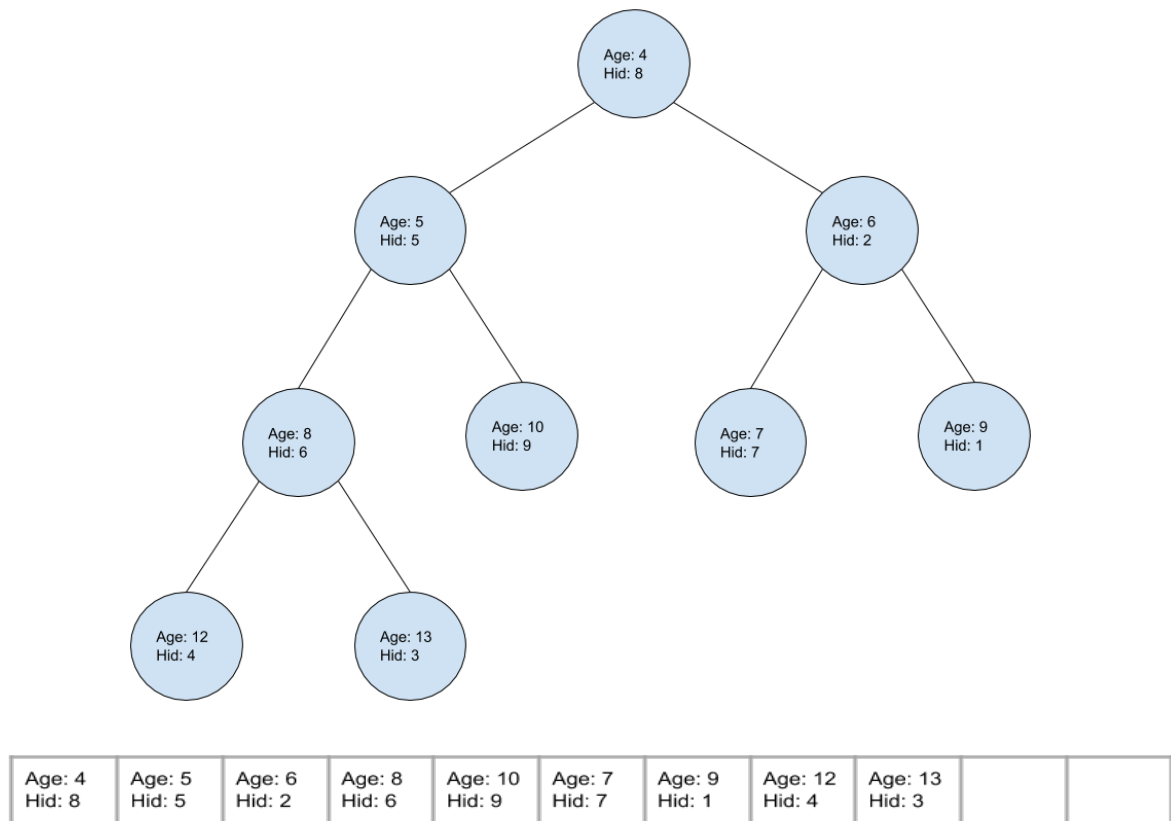 Age: 4
Hid: 8
Age: 5
Hid: 5
Age: 6
Hid: 2
Age: 8
Hid: 6
Age: 10
Hid: 9
Age: 7
Hid: 7
Age: 9
Hid: 1
Age: 12
Hid: 4
Age: 13
Hid: 3
Age: 4
Hid: 8
Age: 5
Hid: 5
Age: 6
Hid: 2
Age: 8
Hid: 6
Age: 10
Hid: 9
Age: 7
Hid: 7
Age: 9
Hid: 1
Age: 12
Hid: 4
Age: 13
Hid: 3